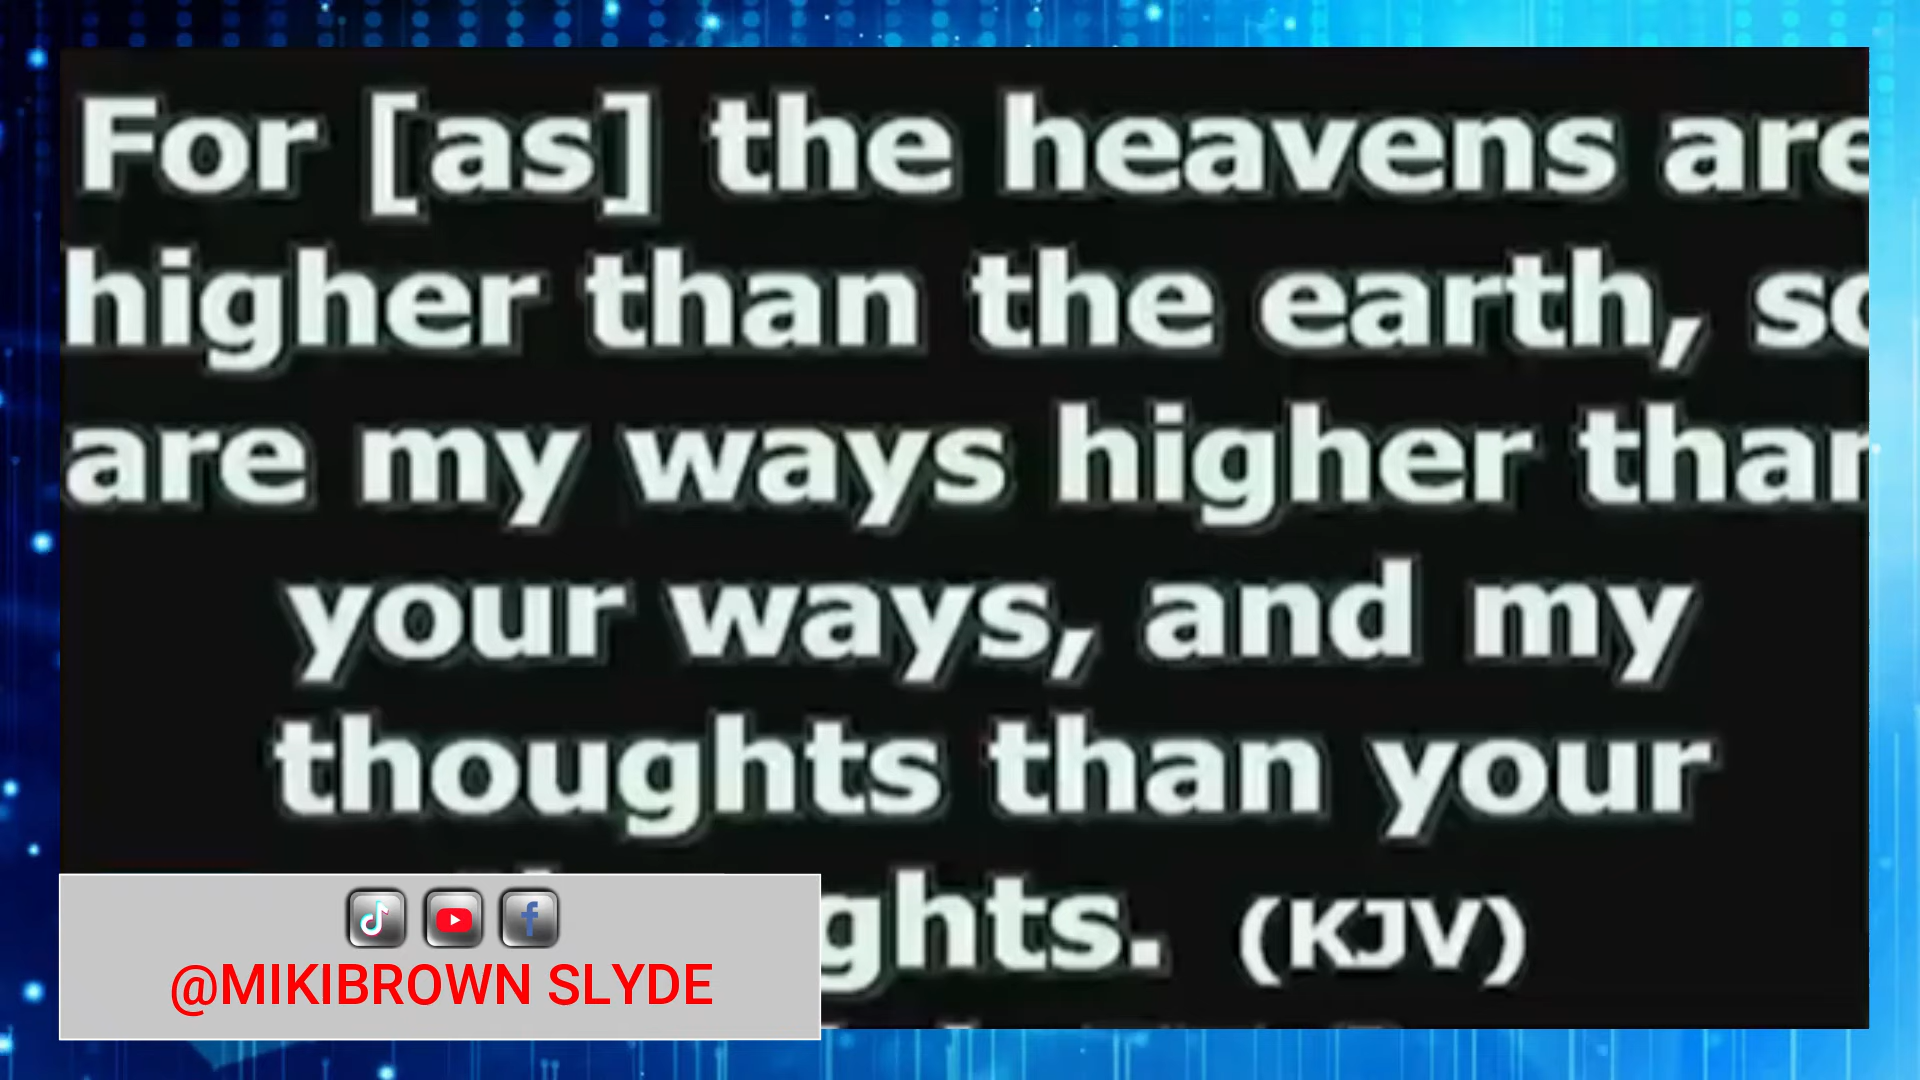 For [as] the heavens are
higher than the earth, so
are my ways higher than
your ways, and my
thoughts than your
ghts. (KJV)
@MIKIBROWN SLYDE